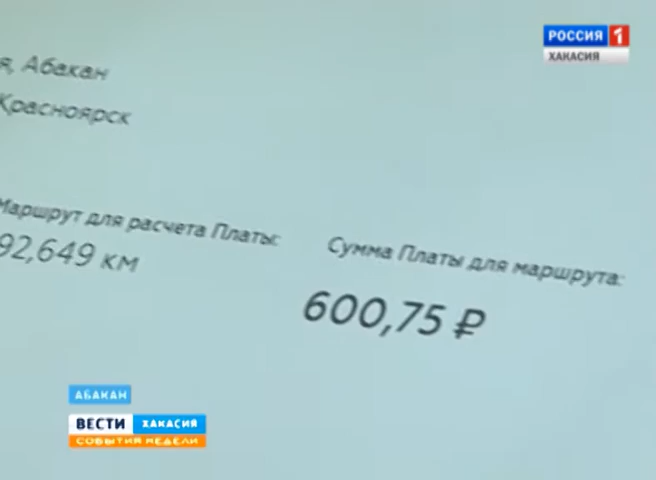 РОССИЯ 1
ХАКАСИЯ
я, Абакан
Красноярск
Маршрут для расчета Платы:
92,649 км
Сумма Платы для маршрута:
600,75 ₽
АБАКАН
ВЕСТИ ХАКАСИЯ
СОБЫТИЯ НЕДЕЛИ